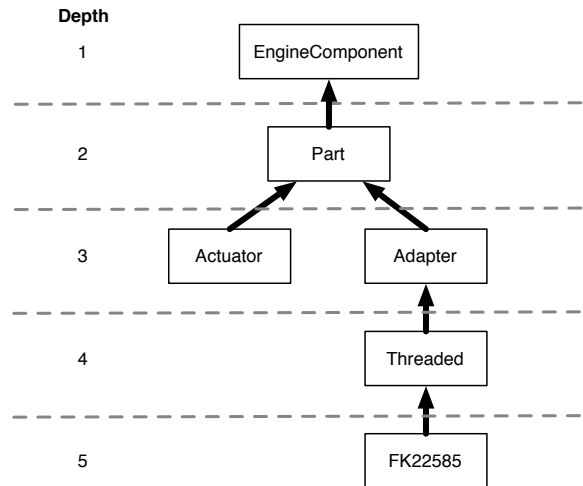 Depth
1 EngineComponent
2 Part
3 Actuator Adapter
4 Threaded
5 FK22585